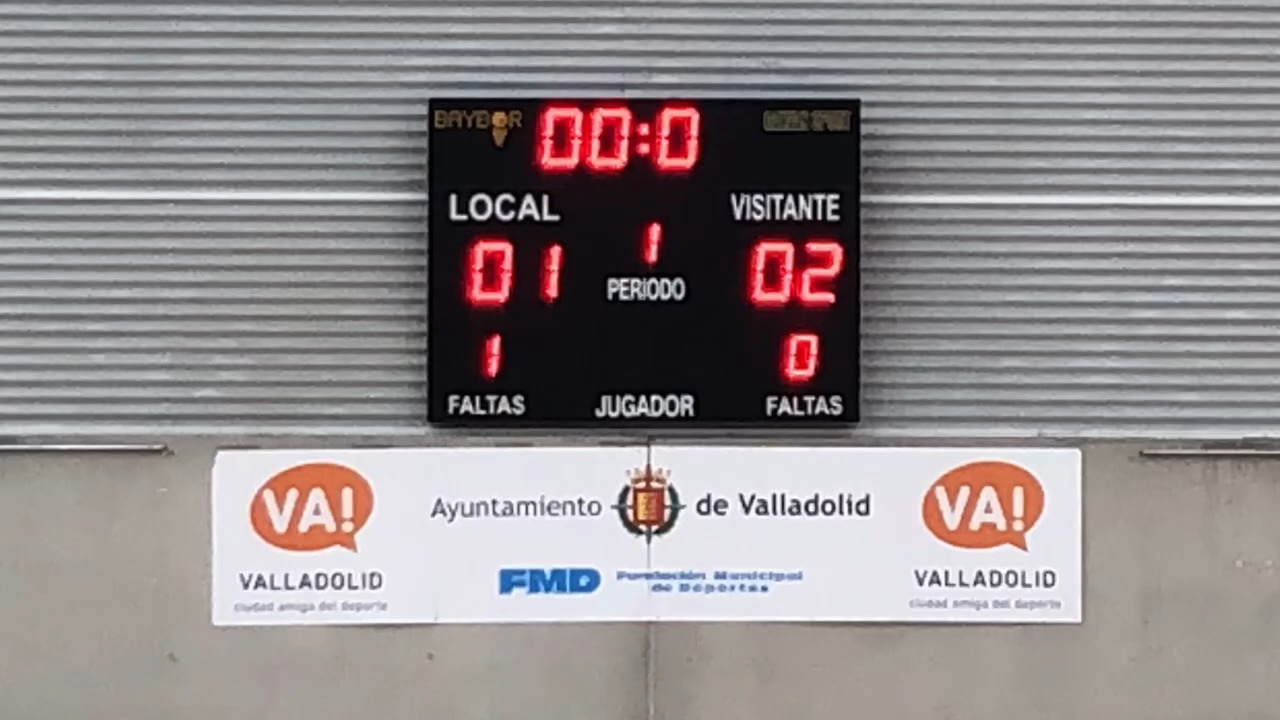 BAYBOR 00:0
LOCAL VISITANTE
01 1 02
PERIODO
1 0
FALTAS JUGADOR FALTAS
VA! Ayuntamiento de Valladolid VA!
VALLADOLID FMD Fundación Municipal de Deportes VALLADOLID
ciudad amiga del deporte ciudad amiga del deporte